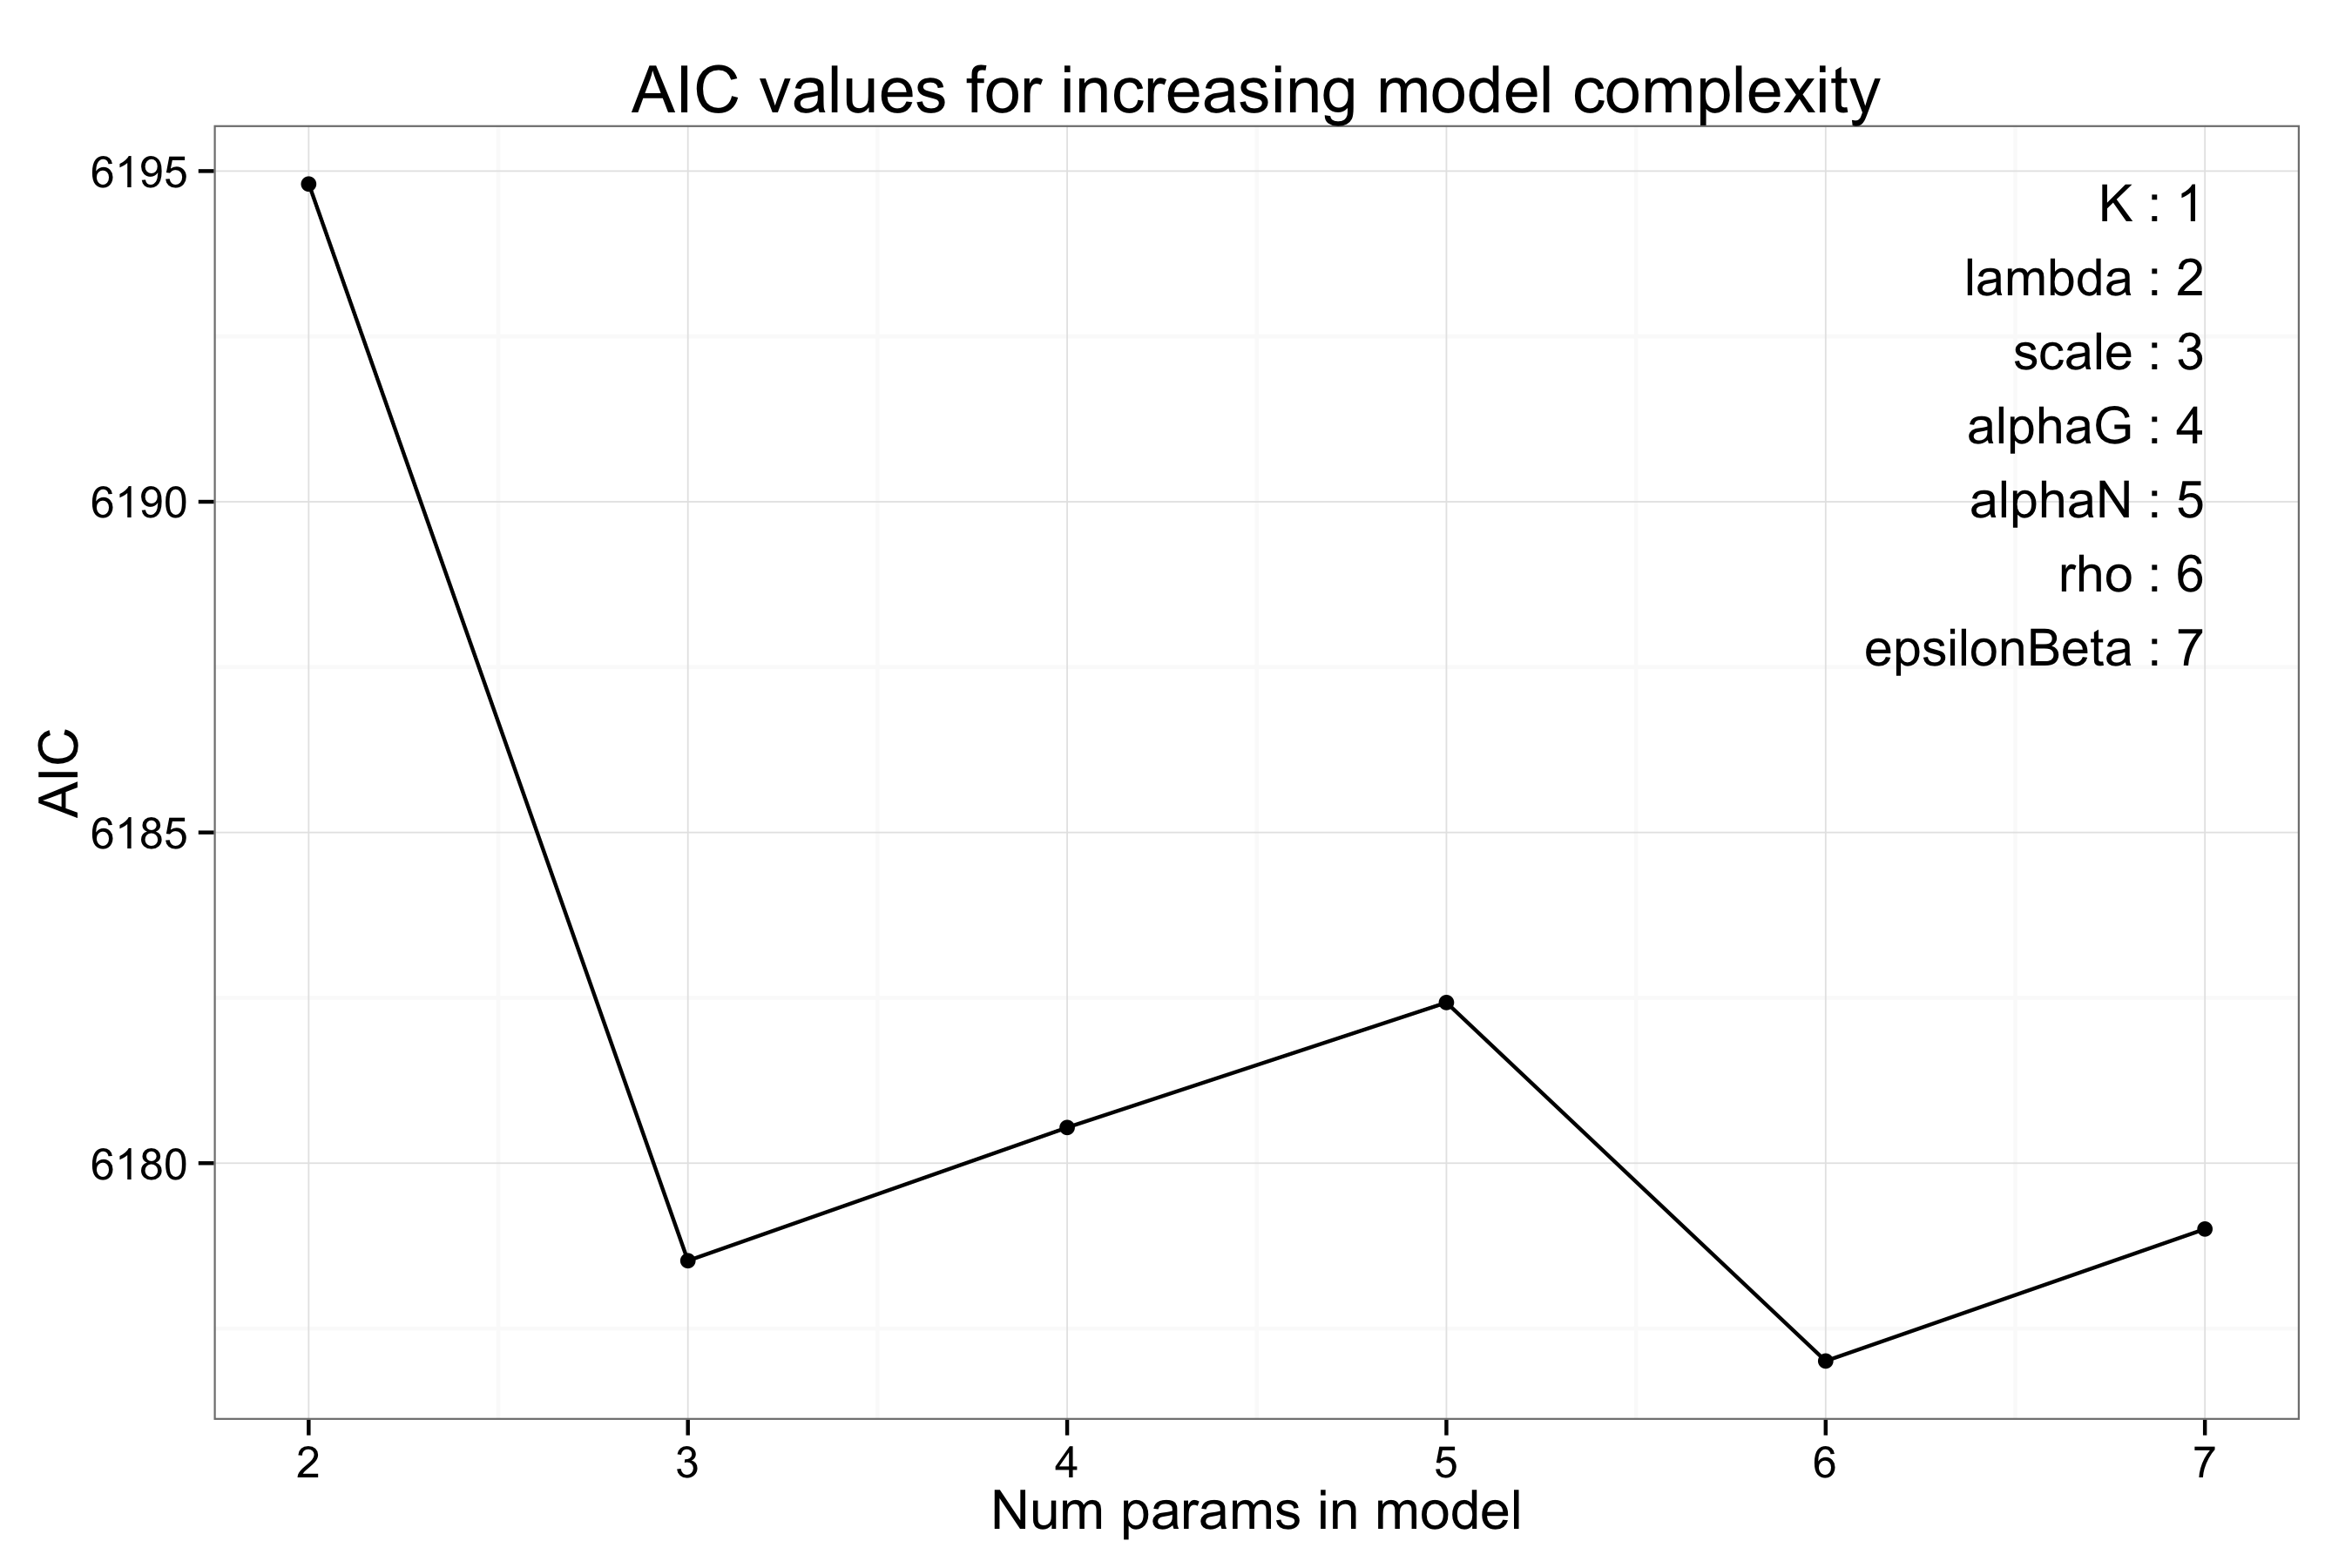 AIC values for increasing model complexity
6195
6190
6185
6180
AIC
K : 1
lambda : 2
scale : 3
alphaG : 4
alphaN : 5
rho : 6
epsilonBeta : 7
2 3 4 5 6 7
Num params in model